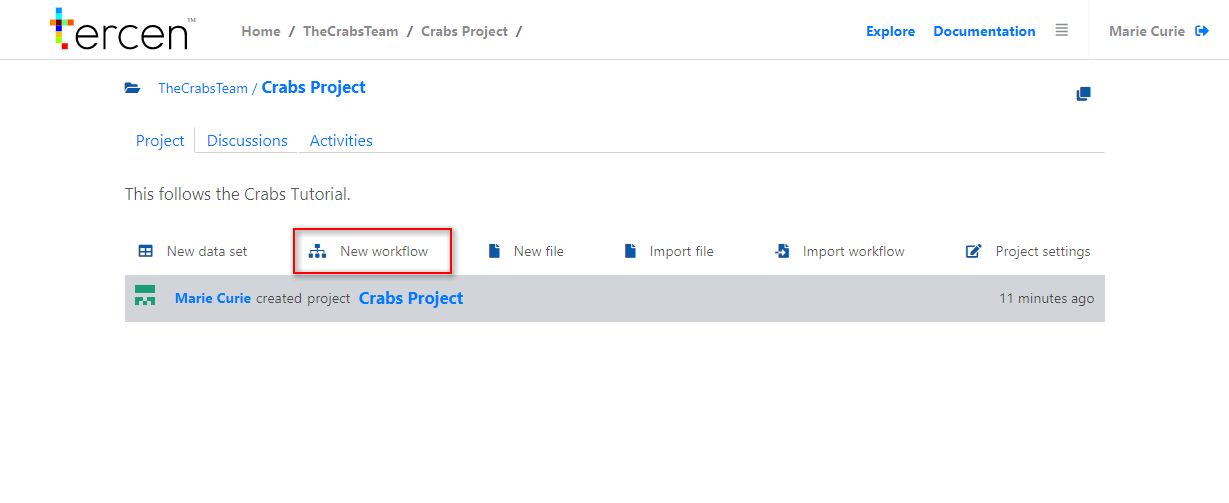 tercen™ Home / TheCrabsTeam / Crabs Project / Explore Documentation Marie Curie
TheCrabsTeam / Crabs Project
Project Discussions Activities
This follows the Crabs Tutorial.
New data set New workflow New file Import file Import workflow Project settings
Marie Curie created project Crabs Project 11 minutes ago